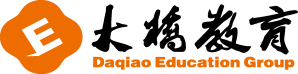 E
大橋教育
Daqiao Education Group